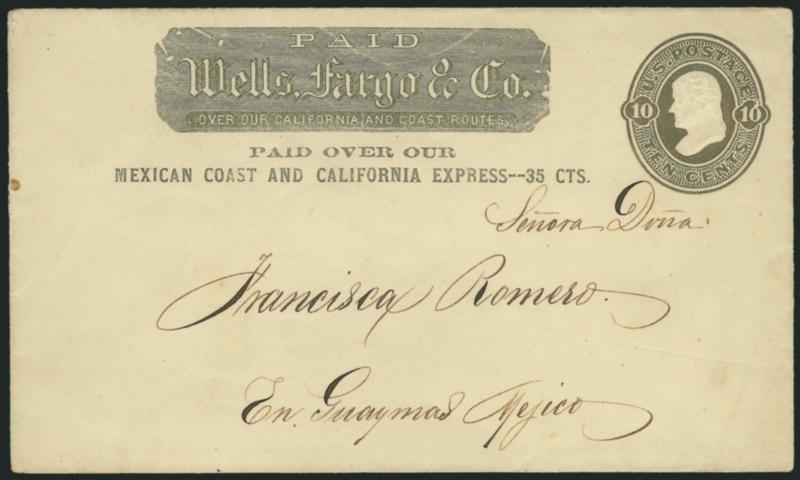 PAID
Wells, Fargo & Co.
OVER OUR CALIFORNIA AND COAST ROUTES.
PAID OVER OUR
MEXICAN COAST AND CALIFORNIA EXPRESS--35 CTS.
U.S. POSTAGE
10 10
TEN CENTS
Señora Doña
Francisca Romero.
En Guaymas Mejico